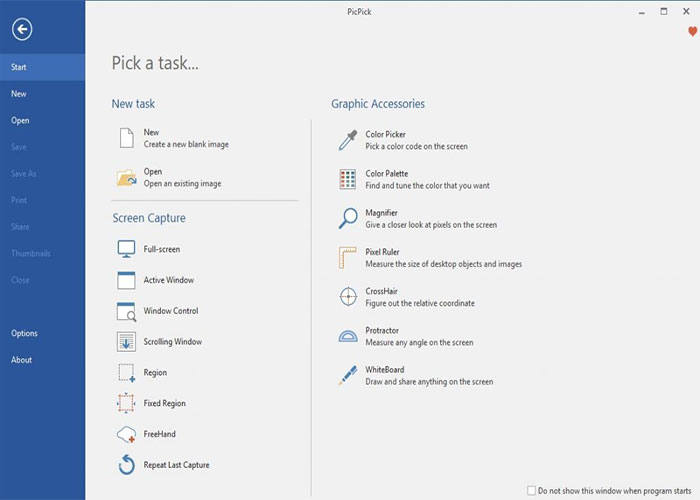 PicPick
Start
New
Open
Save
Save As
Print
Share
Thumbnails
Close
Options
About
Pick a task...
New task
New
Create a new blank image
Open
Open an existing image
Screen Capture
Full-screen
Active Window
Window Control
Scrolling Window
Region
Fixed Region
FreeHand
Repeat Last Capture
Graphic Accessories
Color Picker
Pick a color code on the screen
Color Palette
Find and tune the color that you want
Magnifier
Give a closer look at pixels on the screen
Pixel Ruler
Measure the size of desktop objects and images
CrossHair
Figure out the relative coordinate
Protractor
Measure any angle on the screen
WhiteBoard
Draw and share anything on the screen
Do not show this window when program starts